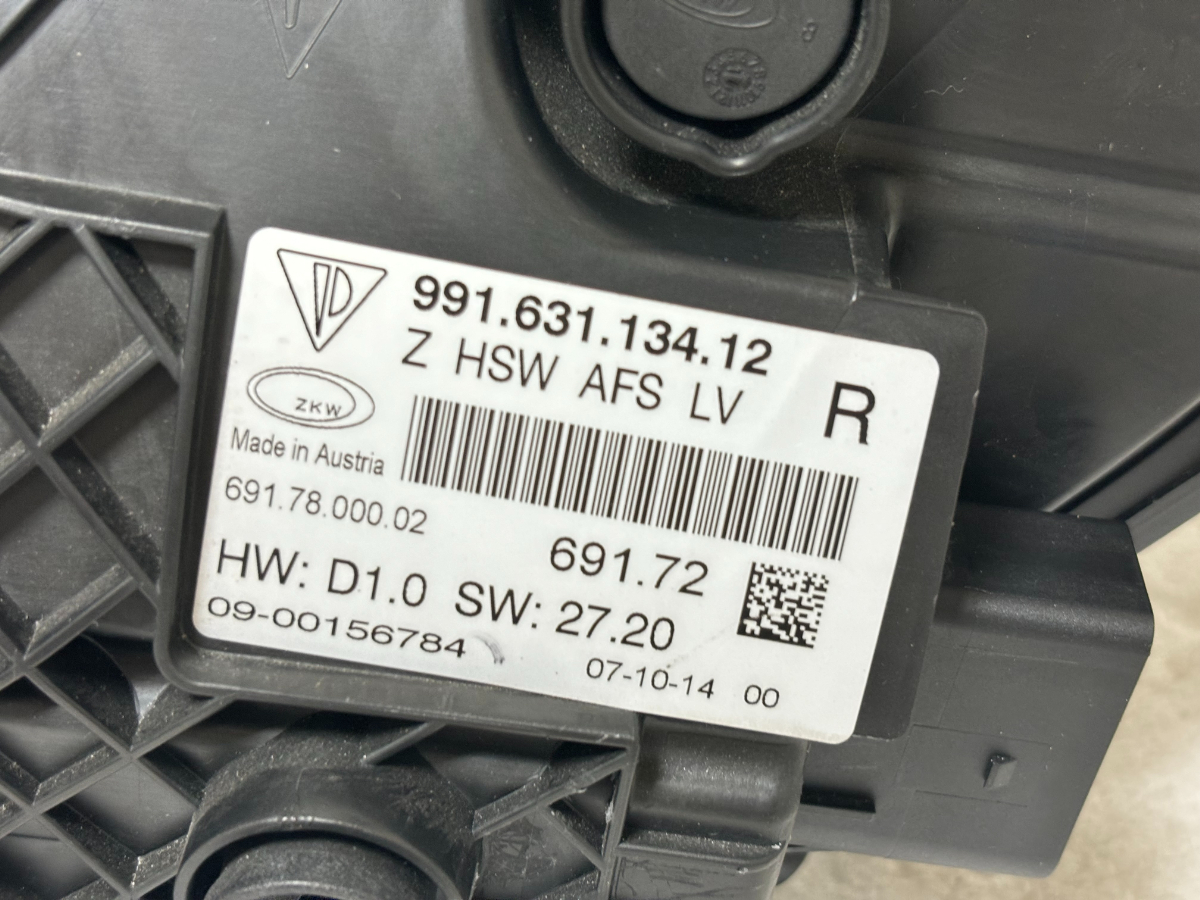 991.631.134.12
Z HSW AFS LV
R
ZKW
Made in Austria
691.78.000.02
691.72
HW: D1.0 SW: 27.20
09-00156784
07-10-14 00